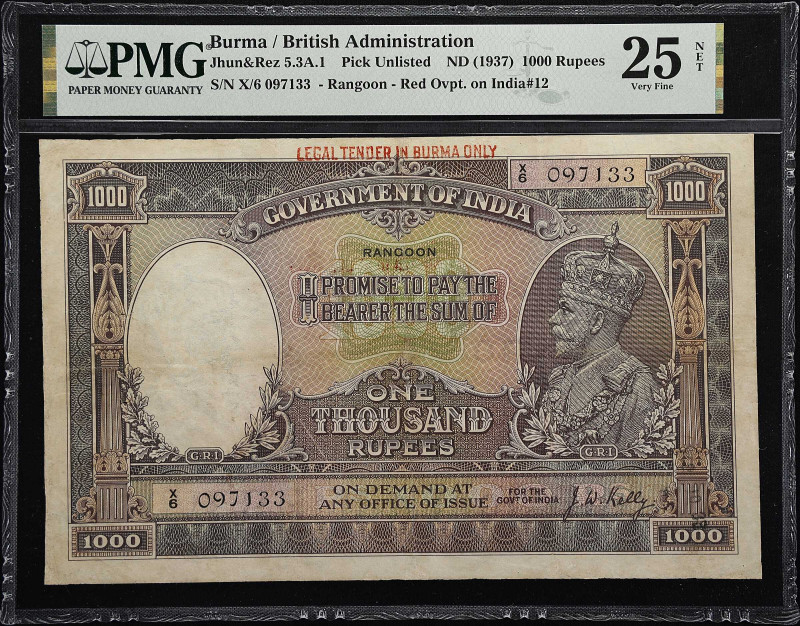 PMG
PAPER MONEY GUARANTY
Burma / British Administration
Jhun&Rez 5.3A.1 Pick Unlisted ND (1937) 1000 Rupees
S/N X/6 097133 - Rangoon - Red Ovpt. on India#12
25
Very Fine
NET
LEGAL TENDER IN BURMA ONLY
X/6 097133
1000
1000
GOVERNMENT OF INDIA
RANGOON
I PROMISE TO PAY THE
BEARER THE SUM OF
ONE
THOUSAND
RUPEES
G.R.I.
G.R.I.
X/6 097133
ON DEMAND AT
ANY OFFICE OF ISSUE
FOR THE
GOVT OF INDIA
J. W. Kelly
1000
1000